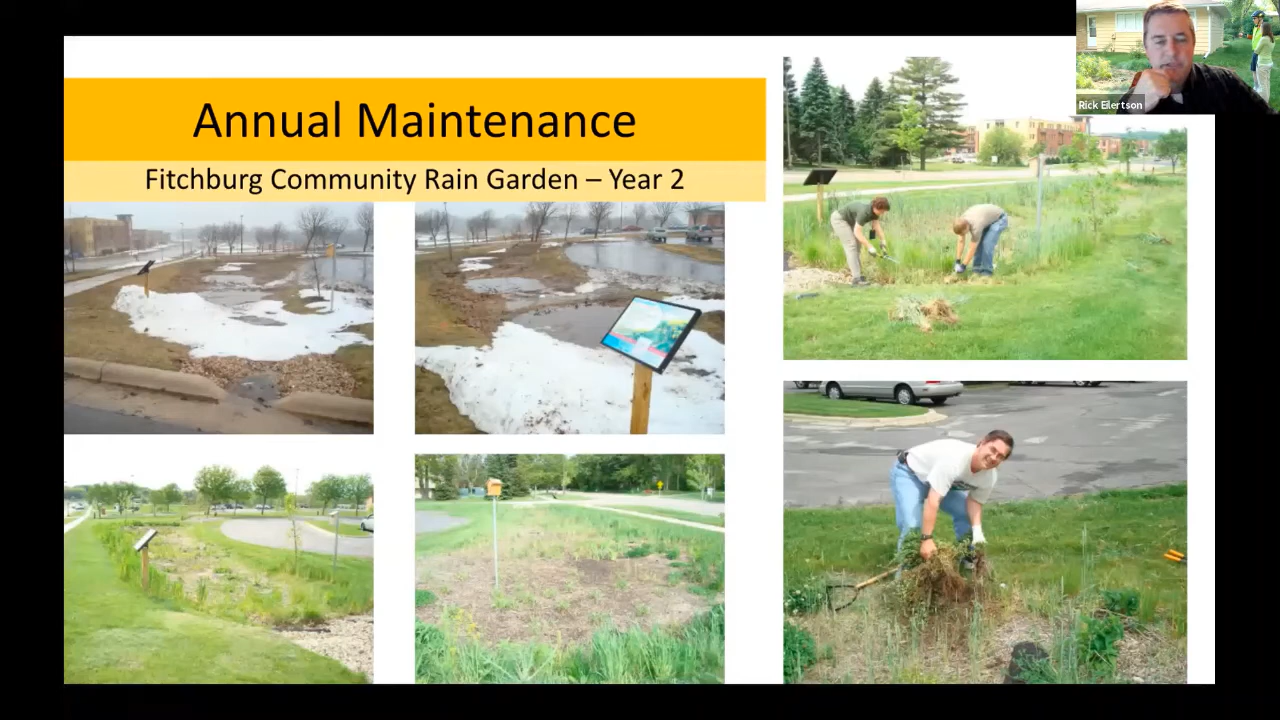 Annual Maintenance
Fitchburg Community Rain Garden – Year 2
Rick Eilertson